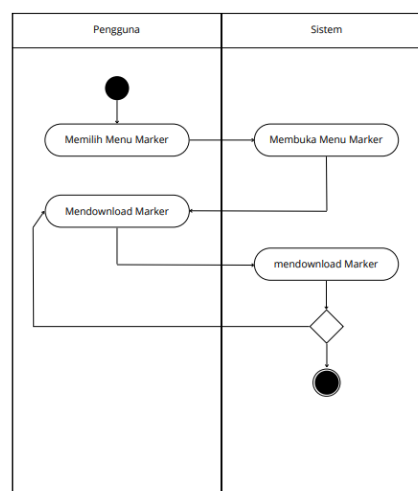 Pengguna
Sistem
Memilih Menu Marker
Membuka Menu Marker
Mendownload Marker
mendownload Marker